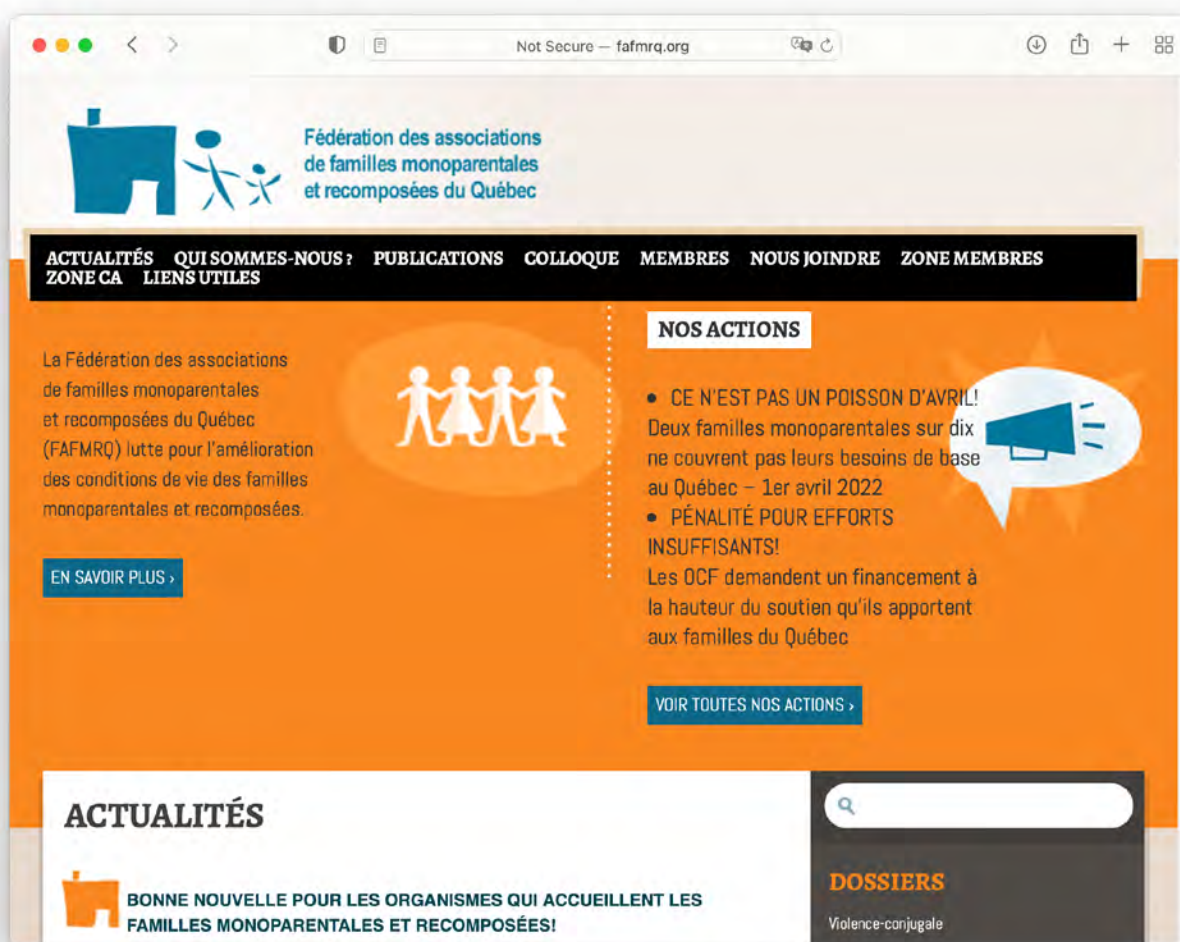 Not Secure — fafmrq.org
Fédération des associations
de familles monoparentales
et recomposées du Québec
ACTUALITÉS QUI SOMMES-NOUS ? PUBLICATIONS COLLOQUE MEMBRES NOUS JOINDRE ZONE MEMBRES
ZONE CA LIENS UTILES
La Fédération des associations
de familles monoparentales
et recomposées du Québec
(FAFMRQ) lutte pour l'amélioration
des conditions de vie des familles
monoparentales et recomposées.
EN SAVOIR PLUS ›
NOS ACTIONS
• CE N'EST PAS UN POISSON D'AVRIL!
Deux familles monoparentales sur dix
ne couvrent pas leurs besoins de base
au Québec – 1er avril 2022
• PÉNALITÉ POUR EFFORTS
INSUFFISANTS!
Les OCF demandent un financement à
la hauteur du soutien qu'ils apportent
aux familles du Québec
VOIR TOUTES NOS ACTIONS ›
ACTUALITÉS
BONNE NOUVELLE POUR LES ORGANISMES QUI ACCUEILLENT LES
FAMILLES MONOPARENTALES ET RECOMPOSÉES!
DOSSIERS
Violence-conjugale